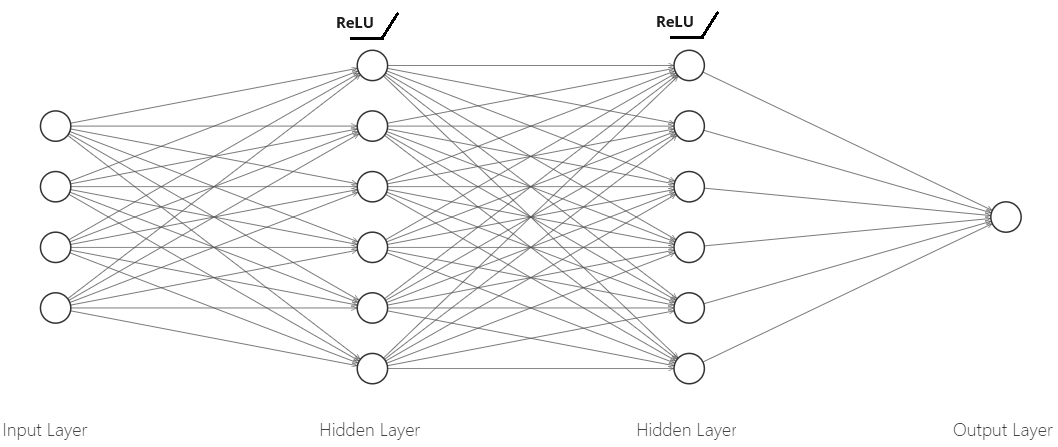 ReLU
ReLU
Input Layer
Hidden Layer
Hidden Layer
Output Layer